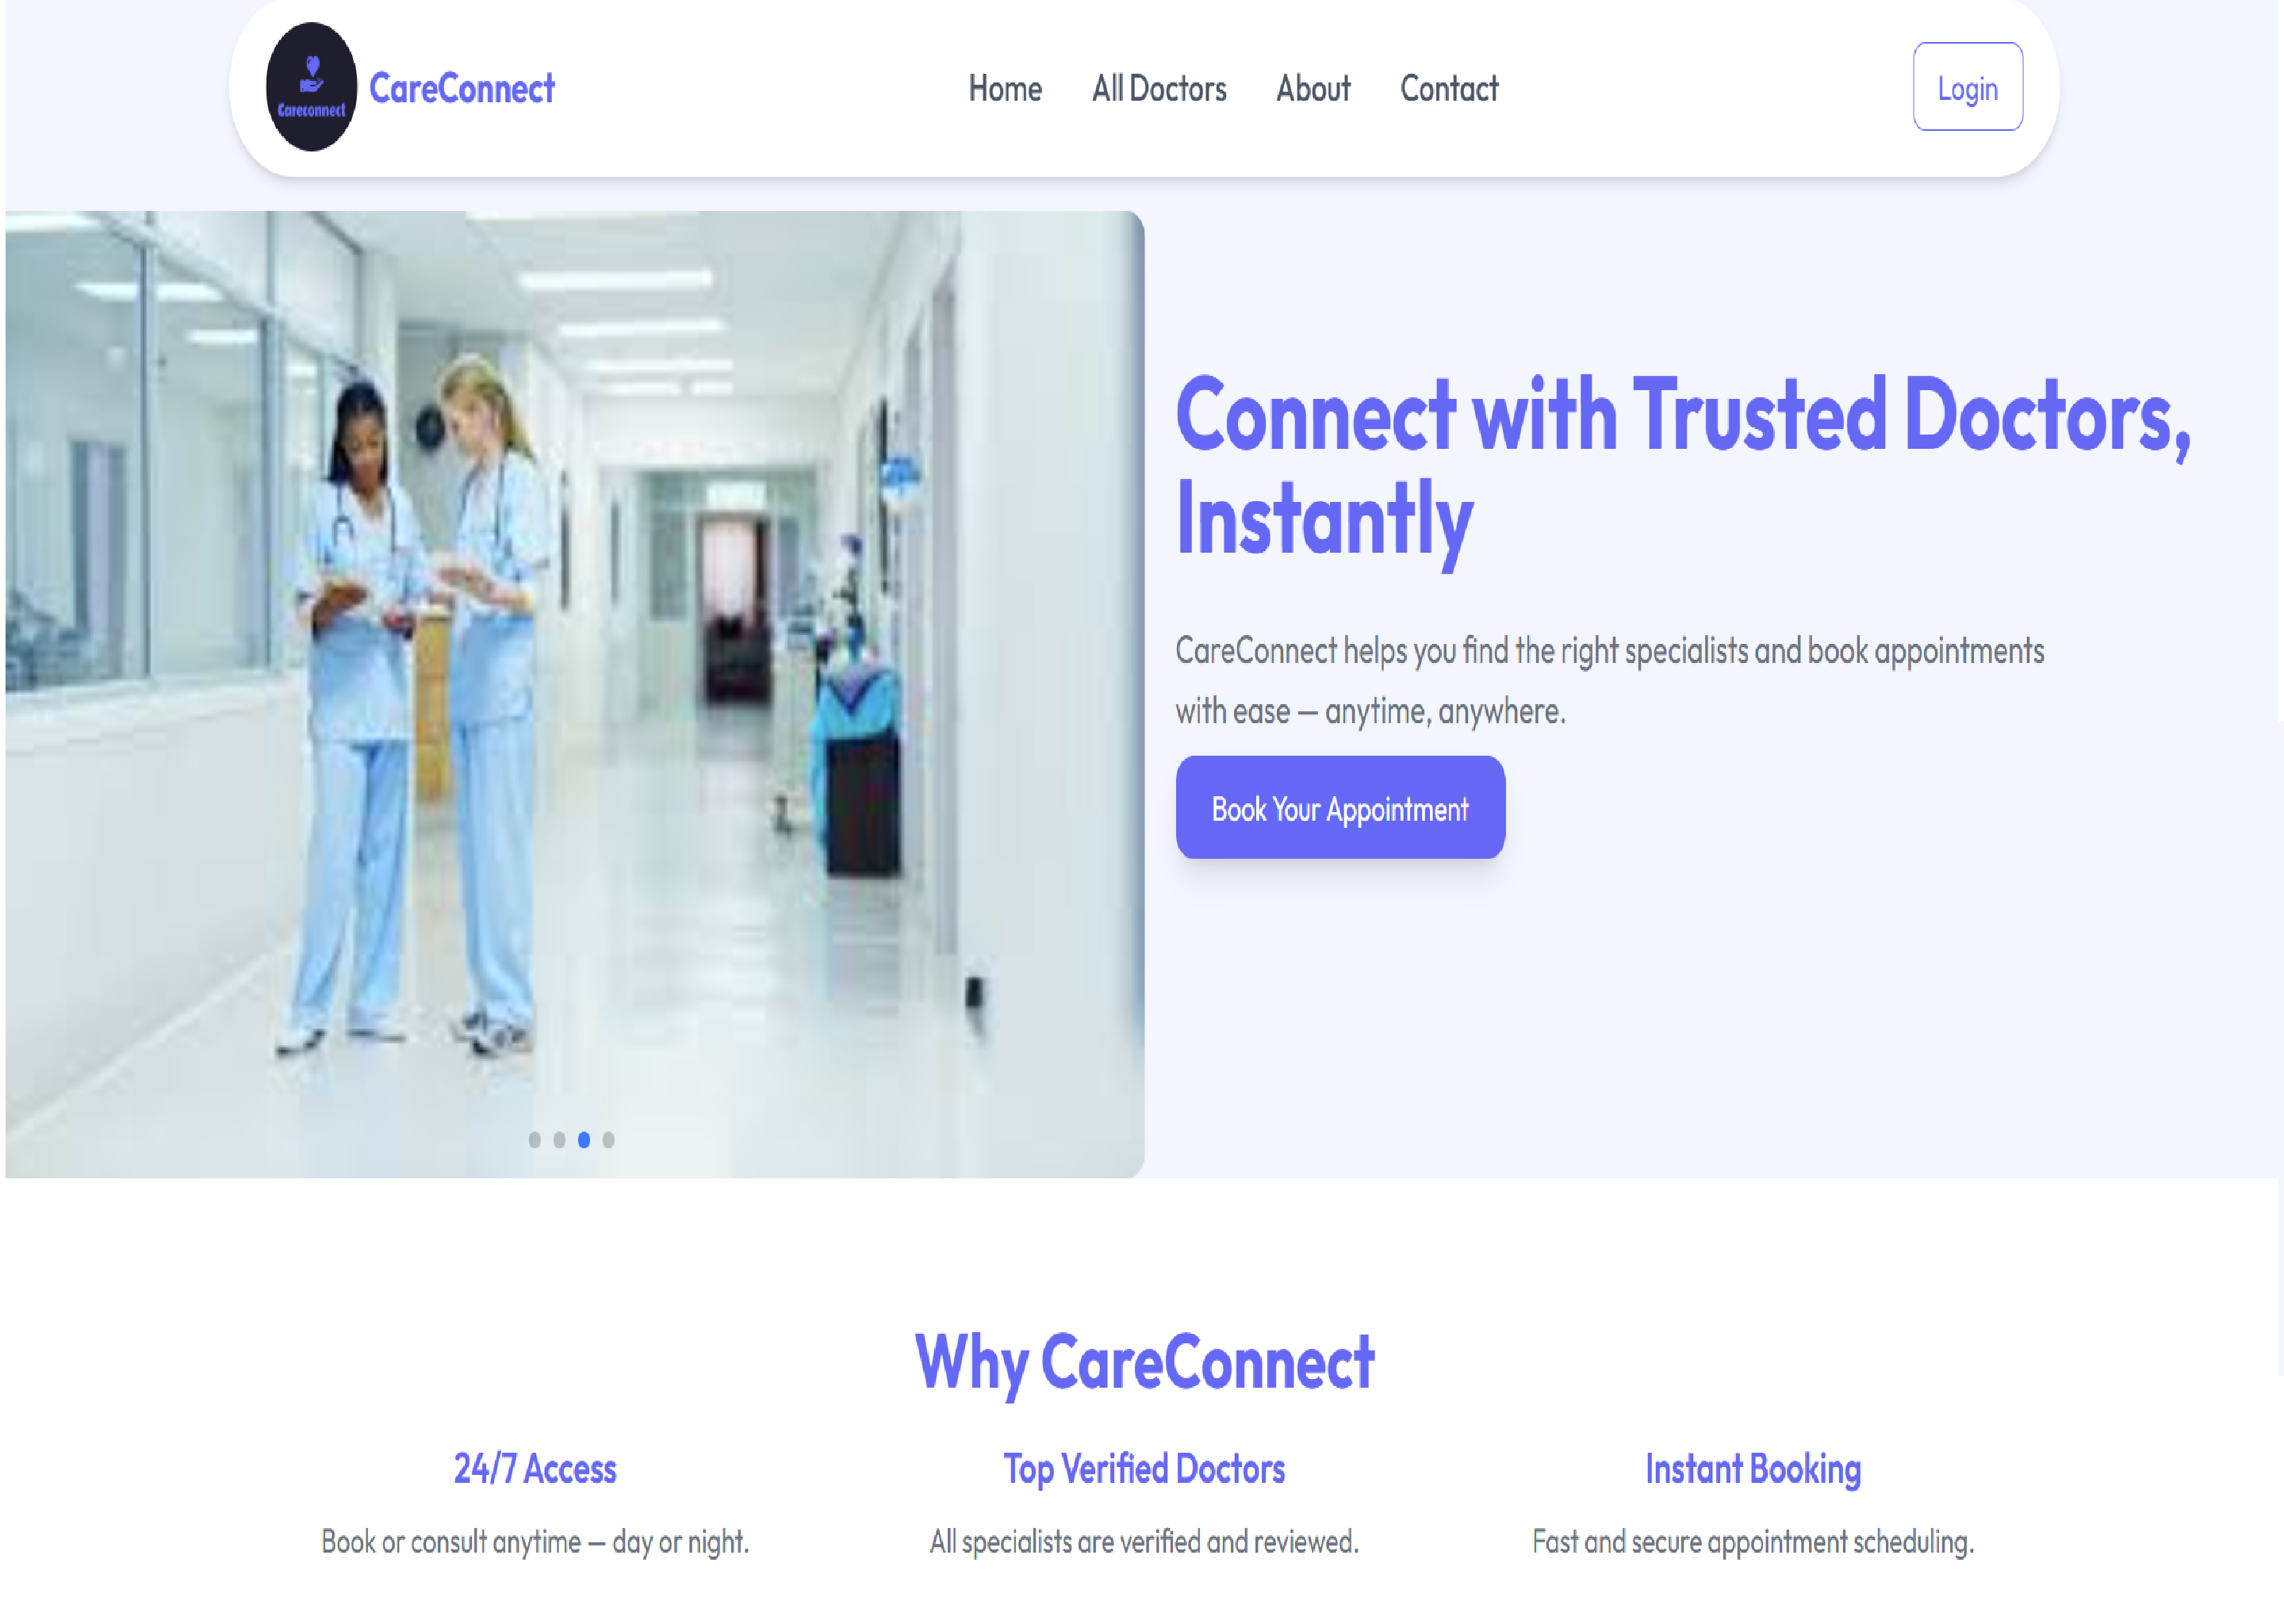 Careconnect
CareConnect
Home
All Doctors
About
Contact
Login
Connect with Trusted Doctors,
Instantly
CareConnect helps you find the right specialists and book appointments
with ease — anytime, anywhere.
Book Your Appointment
Why CareConnect
24/7 Access
Book or consult anytime — day or night.
Top Verified Doctors
All specialists are verified and reviewed.
Instant Booking
Fast and secure appointment scheduling.